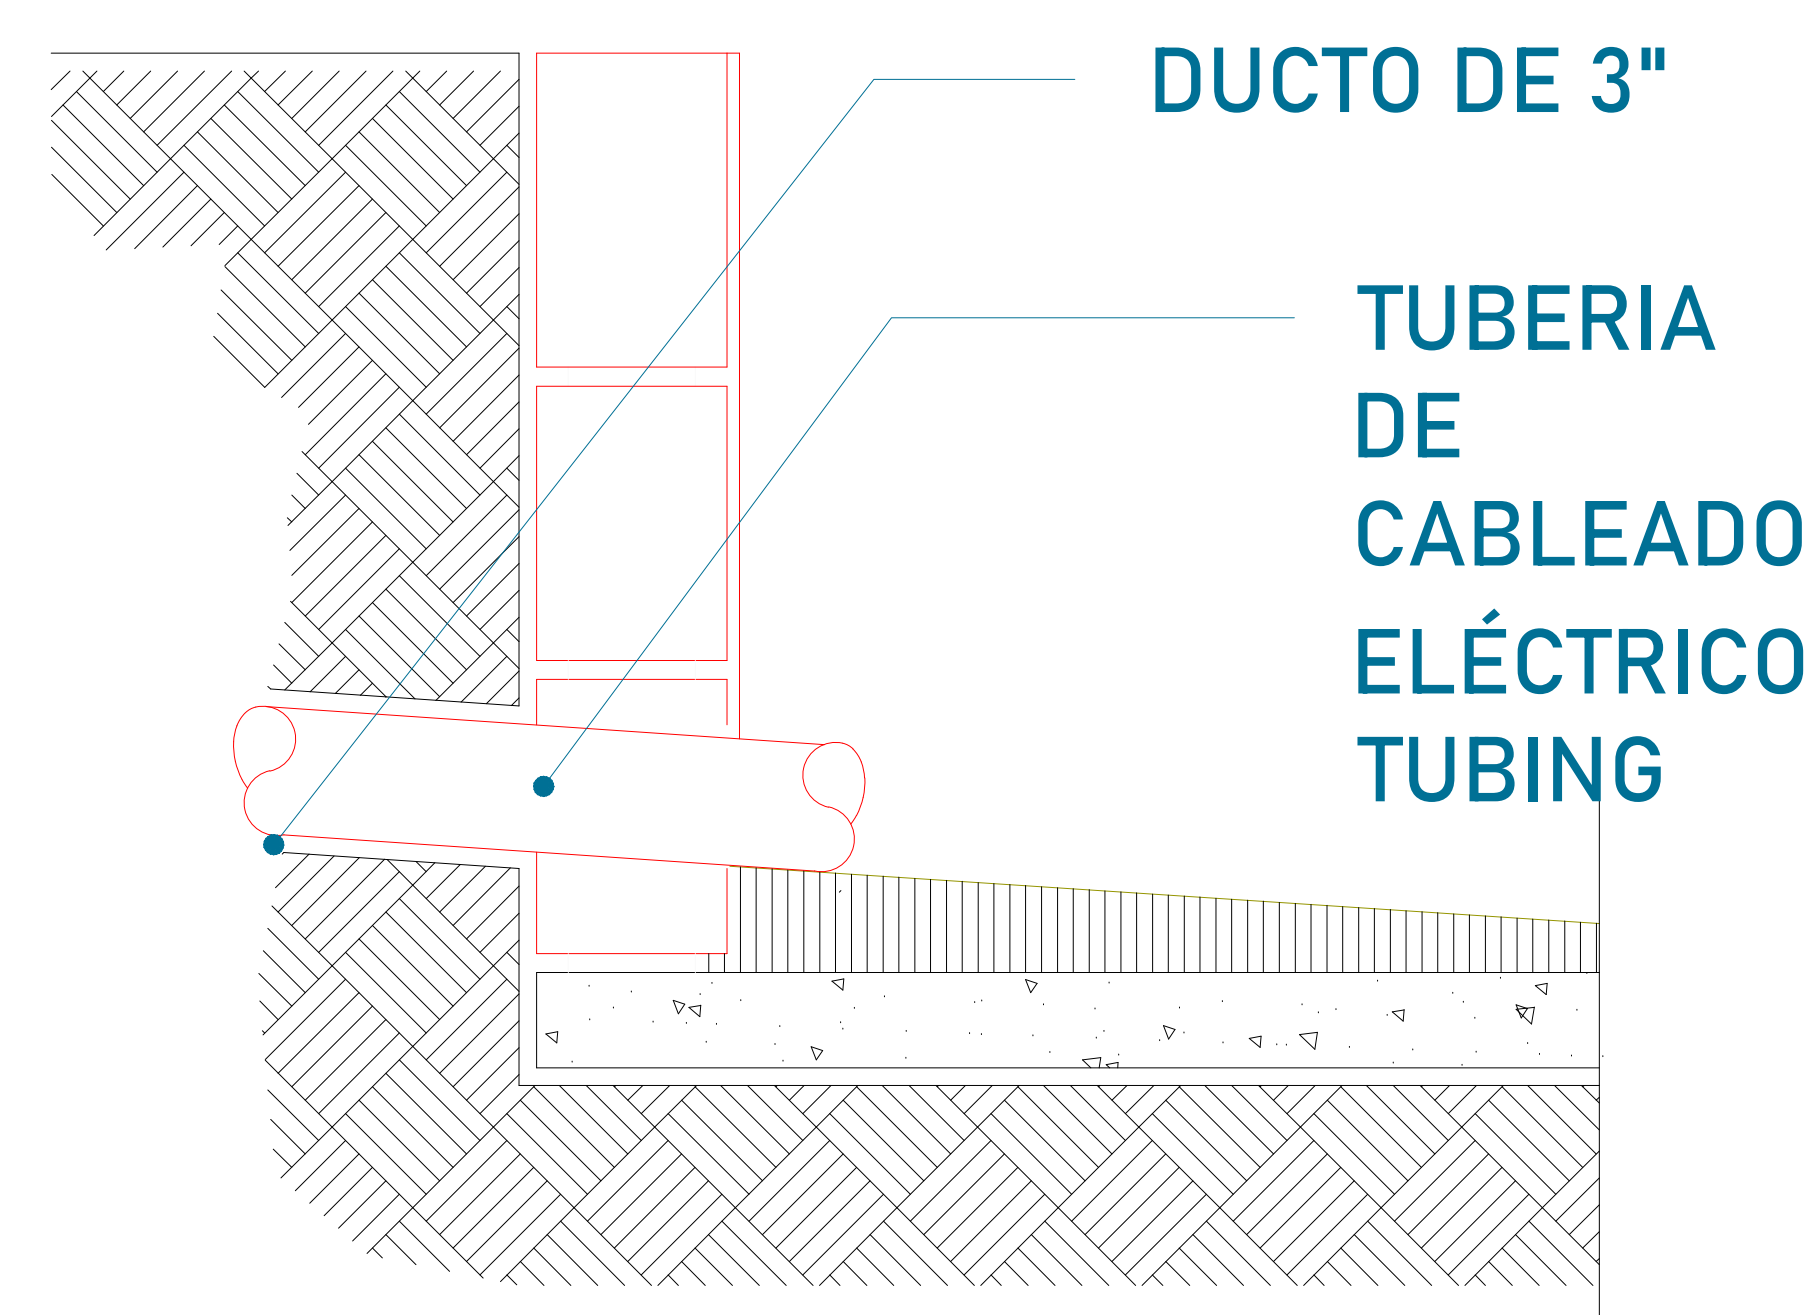 DUCTO DE 3"
TUBERIA
DE
CABLEADO
ELÉCTRICO
TUBING